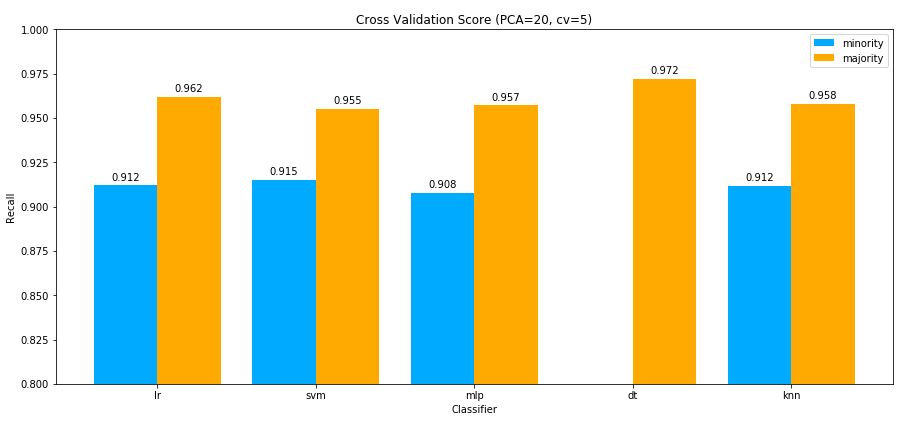 Cross Validation Score (PCA=20, cv=5)
minority
majority
1.000
0.975
0.950
0.925
0.900
0.875
0.850
0.825
0.800
Recall
0.912
0.962
0.915
0.955
0.908
0.957
0.972
0.912
0.958
lr
svm
mlp
dt
knn
Classifier